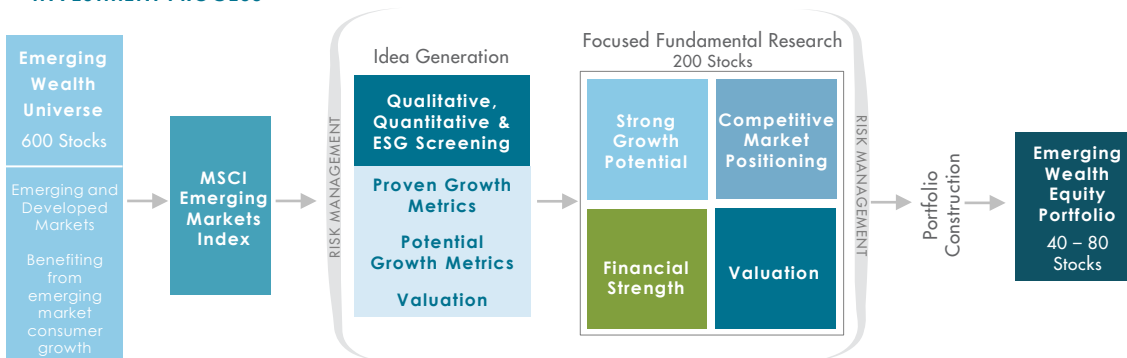 Emerging
Wealth
Universe
600 Stocks
Emerging and
Developed
Markets
Benefiting
from
emerging
market
consumer
growth
MSCI
Emerging
Markets
Index
RISK MANAGEMENT
Idea Generation
Qualitative,
Quantitative &
ESG Screening
Proven Growth
Metrics
Potential
Growth Metrics
Valuation
Focused Fundamental Research
200 Stocks
Strong
Growth
Potential
Competitive
Market
Positioning
Financial
Strength
Valuation
RISK MANAGEMENT
Portfolio
Construction
Emerging
Wealth
Equity
Portfolio
40 – 80
Stocks